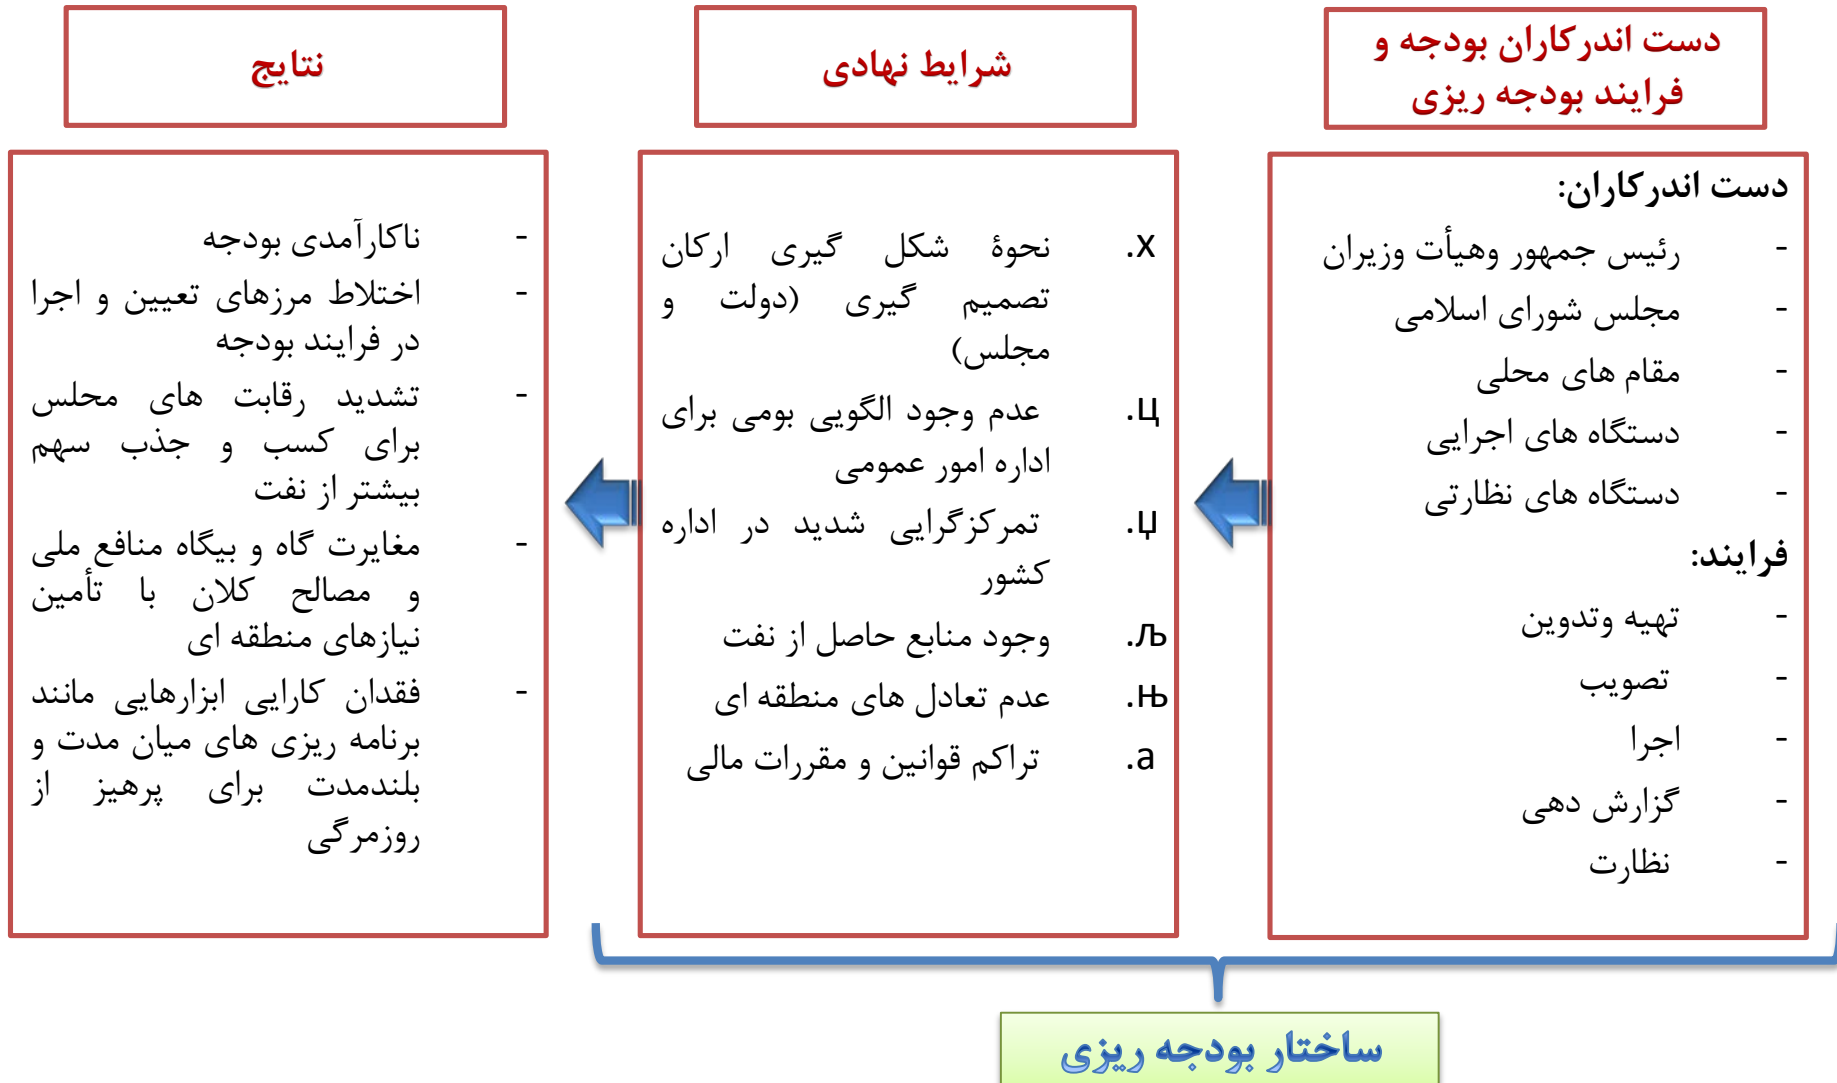 دست اندرکاران بودجه و
فرایند بودجه ریزی
دست اندرکاران:
- رئیس جمهور وهیأت وزیران
- مجلس شورای اسلامی
- مقام های محلی
- دستگاه های اجرایی
- دستگاه های نظارتی
فرایند:
- تهیه وتدوین
- تصویب
- اجرا
- گزارش دهی
- نظارت
شرایط نهادی
x. نحوۀ شکل گیری ارکان
تصمیم گیری (دولت و
مجلس)
ц. عدم وجود الگویی بومی برای
اداره امور عمومی
џ. تمرکزگرایی شدید در اداره
کشور
љ. وجود منابع حاصل از نفت
њ. عدم تعادل های منطقه ای
a. تراکم قوانین و مقررات مالی
نتایج
- ناکارآمدی بودجه
- اختلاط مرزهای تعیین و اجرا
در فرایند بودجه
- تشدید رقابت های محلس
برای کسب و جذب سهم
بیشتر از نفت
- مغایرت گاه و بیگاه منافع ملی
و مصالح کلان با تأمین
نیازهای منطقه ای
- فقدان کارایی ابزارهایی مانند
برنامه ریزی های میان مدت و
بلندمدت برای پرهیز از
روزمرگی
ساختار بودجه ریزی